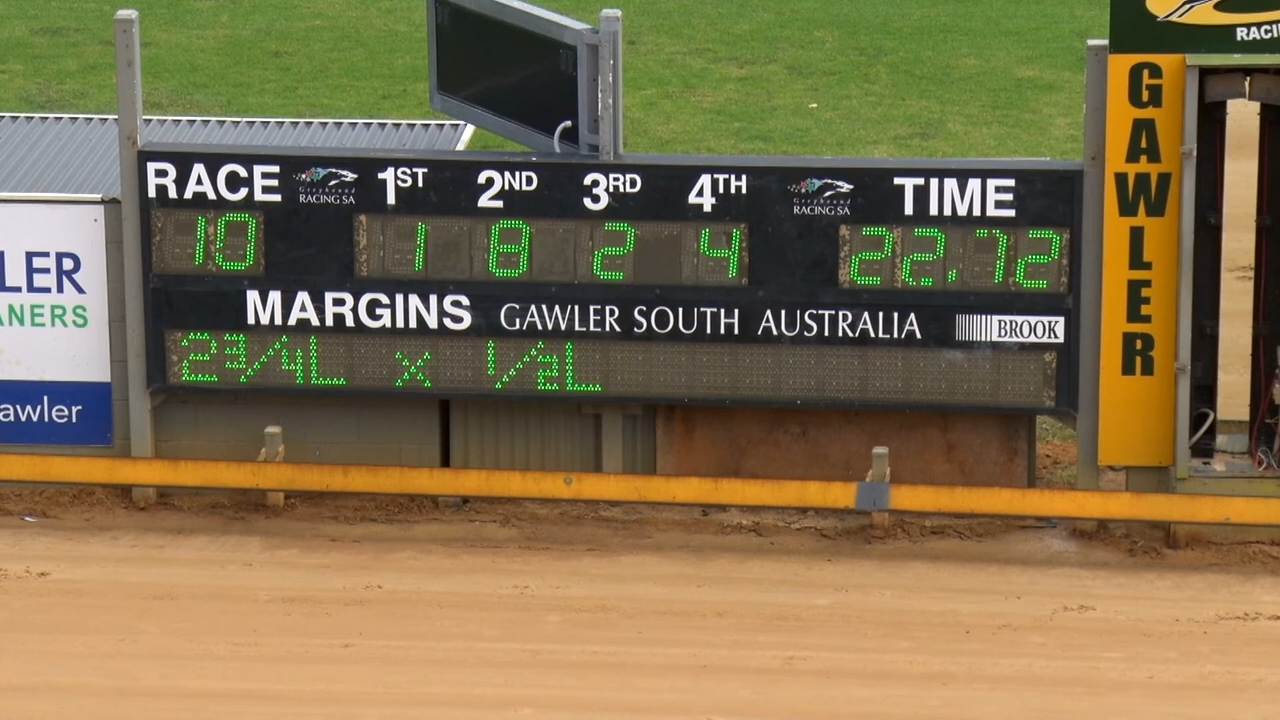 RACI
GAWLER
RACE 1ST 2ND 3RD 4TH TIME
Greyhound RACING SA
Greyhound RACING SA
10 1 8 2 4 22.72
MARGINS GAWLER SOUTH AUSTRALIA BROOK
2 3/4L x 1/2L
LER
ANERS
awler